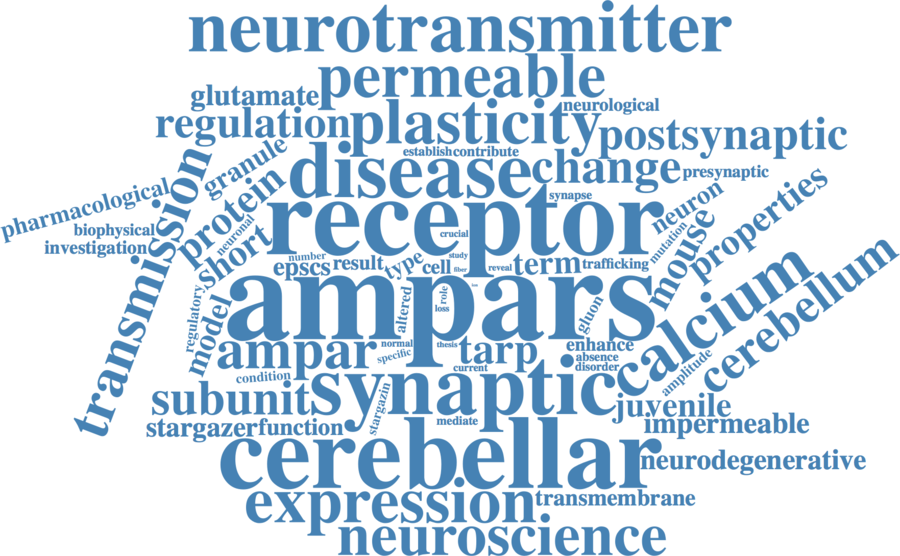 neurotransmitter
permeable
glutamate
neurological
regulation
plasticity
postsynaptic
establish
contribute
granule
disease
change
presynaptic
transmission
pharmacological
protein
synapse
neuron
properties
biophysical
neuronal
receptor
crucial
mutation
mouse
investigation
short
number
study
epscs
result
type
cell
fiber
reveal
term
trafficking
calcium
cerebellum
regulatory
model
ampars
altered
role
loss
gluon
ampar
normal
specific
thesis
tarp
enhance
absence
disorder
condition
current
amplitude
subunit
synaptic
stargazin
juvenile
mediate
impermeable
stargazer
function
cerebellar
neurodegenerative
expression
transmembrane
neuroscience